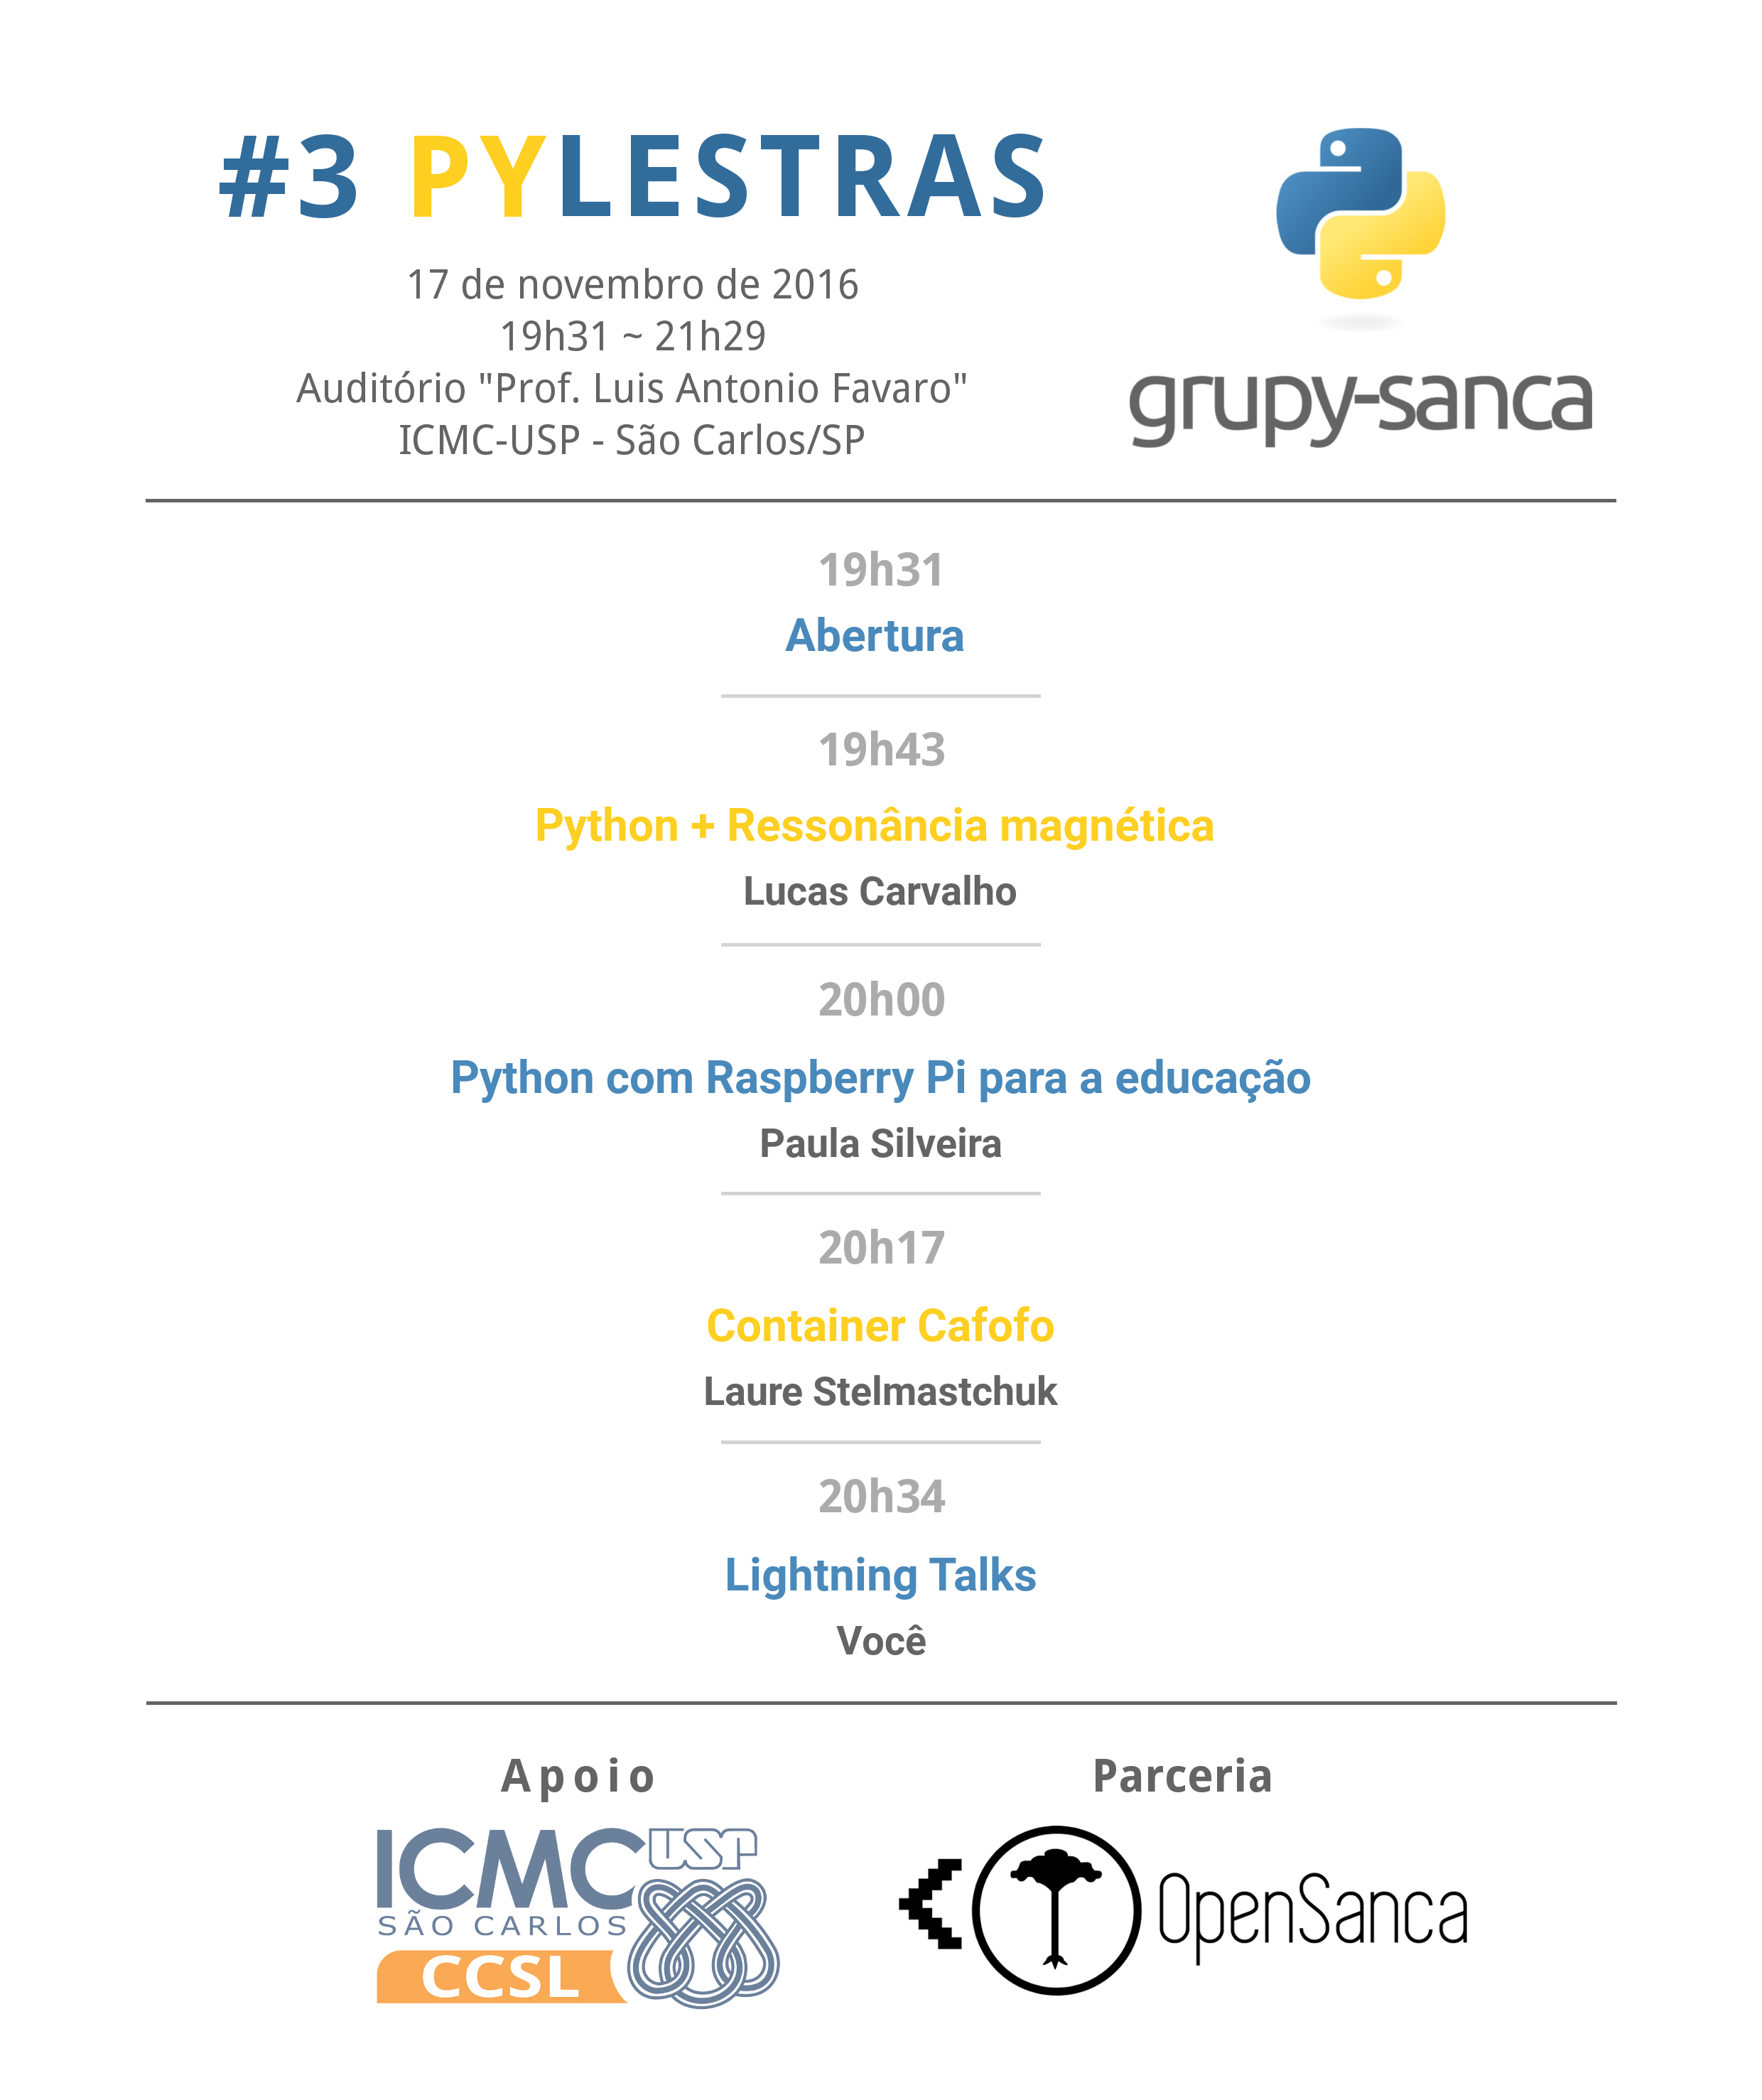 #3 PYLESTRAS
17 de novembro de 2016
19h31 ~ 21h29
Auditório "Prof. Luis Antonio Favaro"
ICMC-USP - São Carlos/SP
grupy-sanca
19h31
Abertura
19h43
Python + Ressonância magnética
Lucas Carvalho
20h00
Python com Raspberry Pi para a educação
Paula Silveira
20h17
Container Cafofo
Laure Stelmastchuk
20h34
Lightning Talks
Você
Apoio
ICMC USP
SÃO CARLOS
CCSL
Parceria
OpenSanca